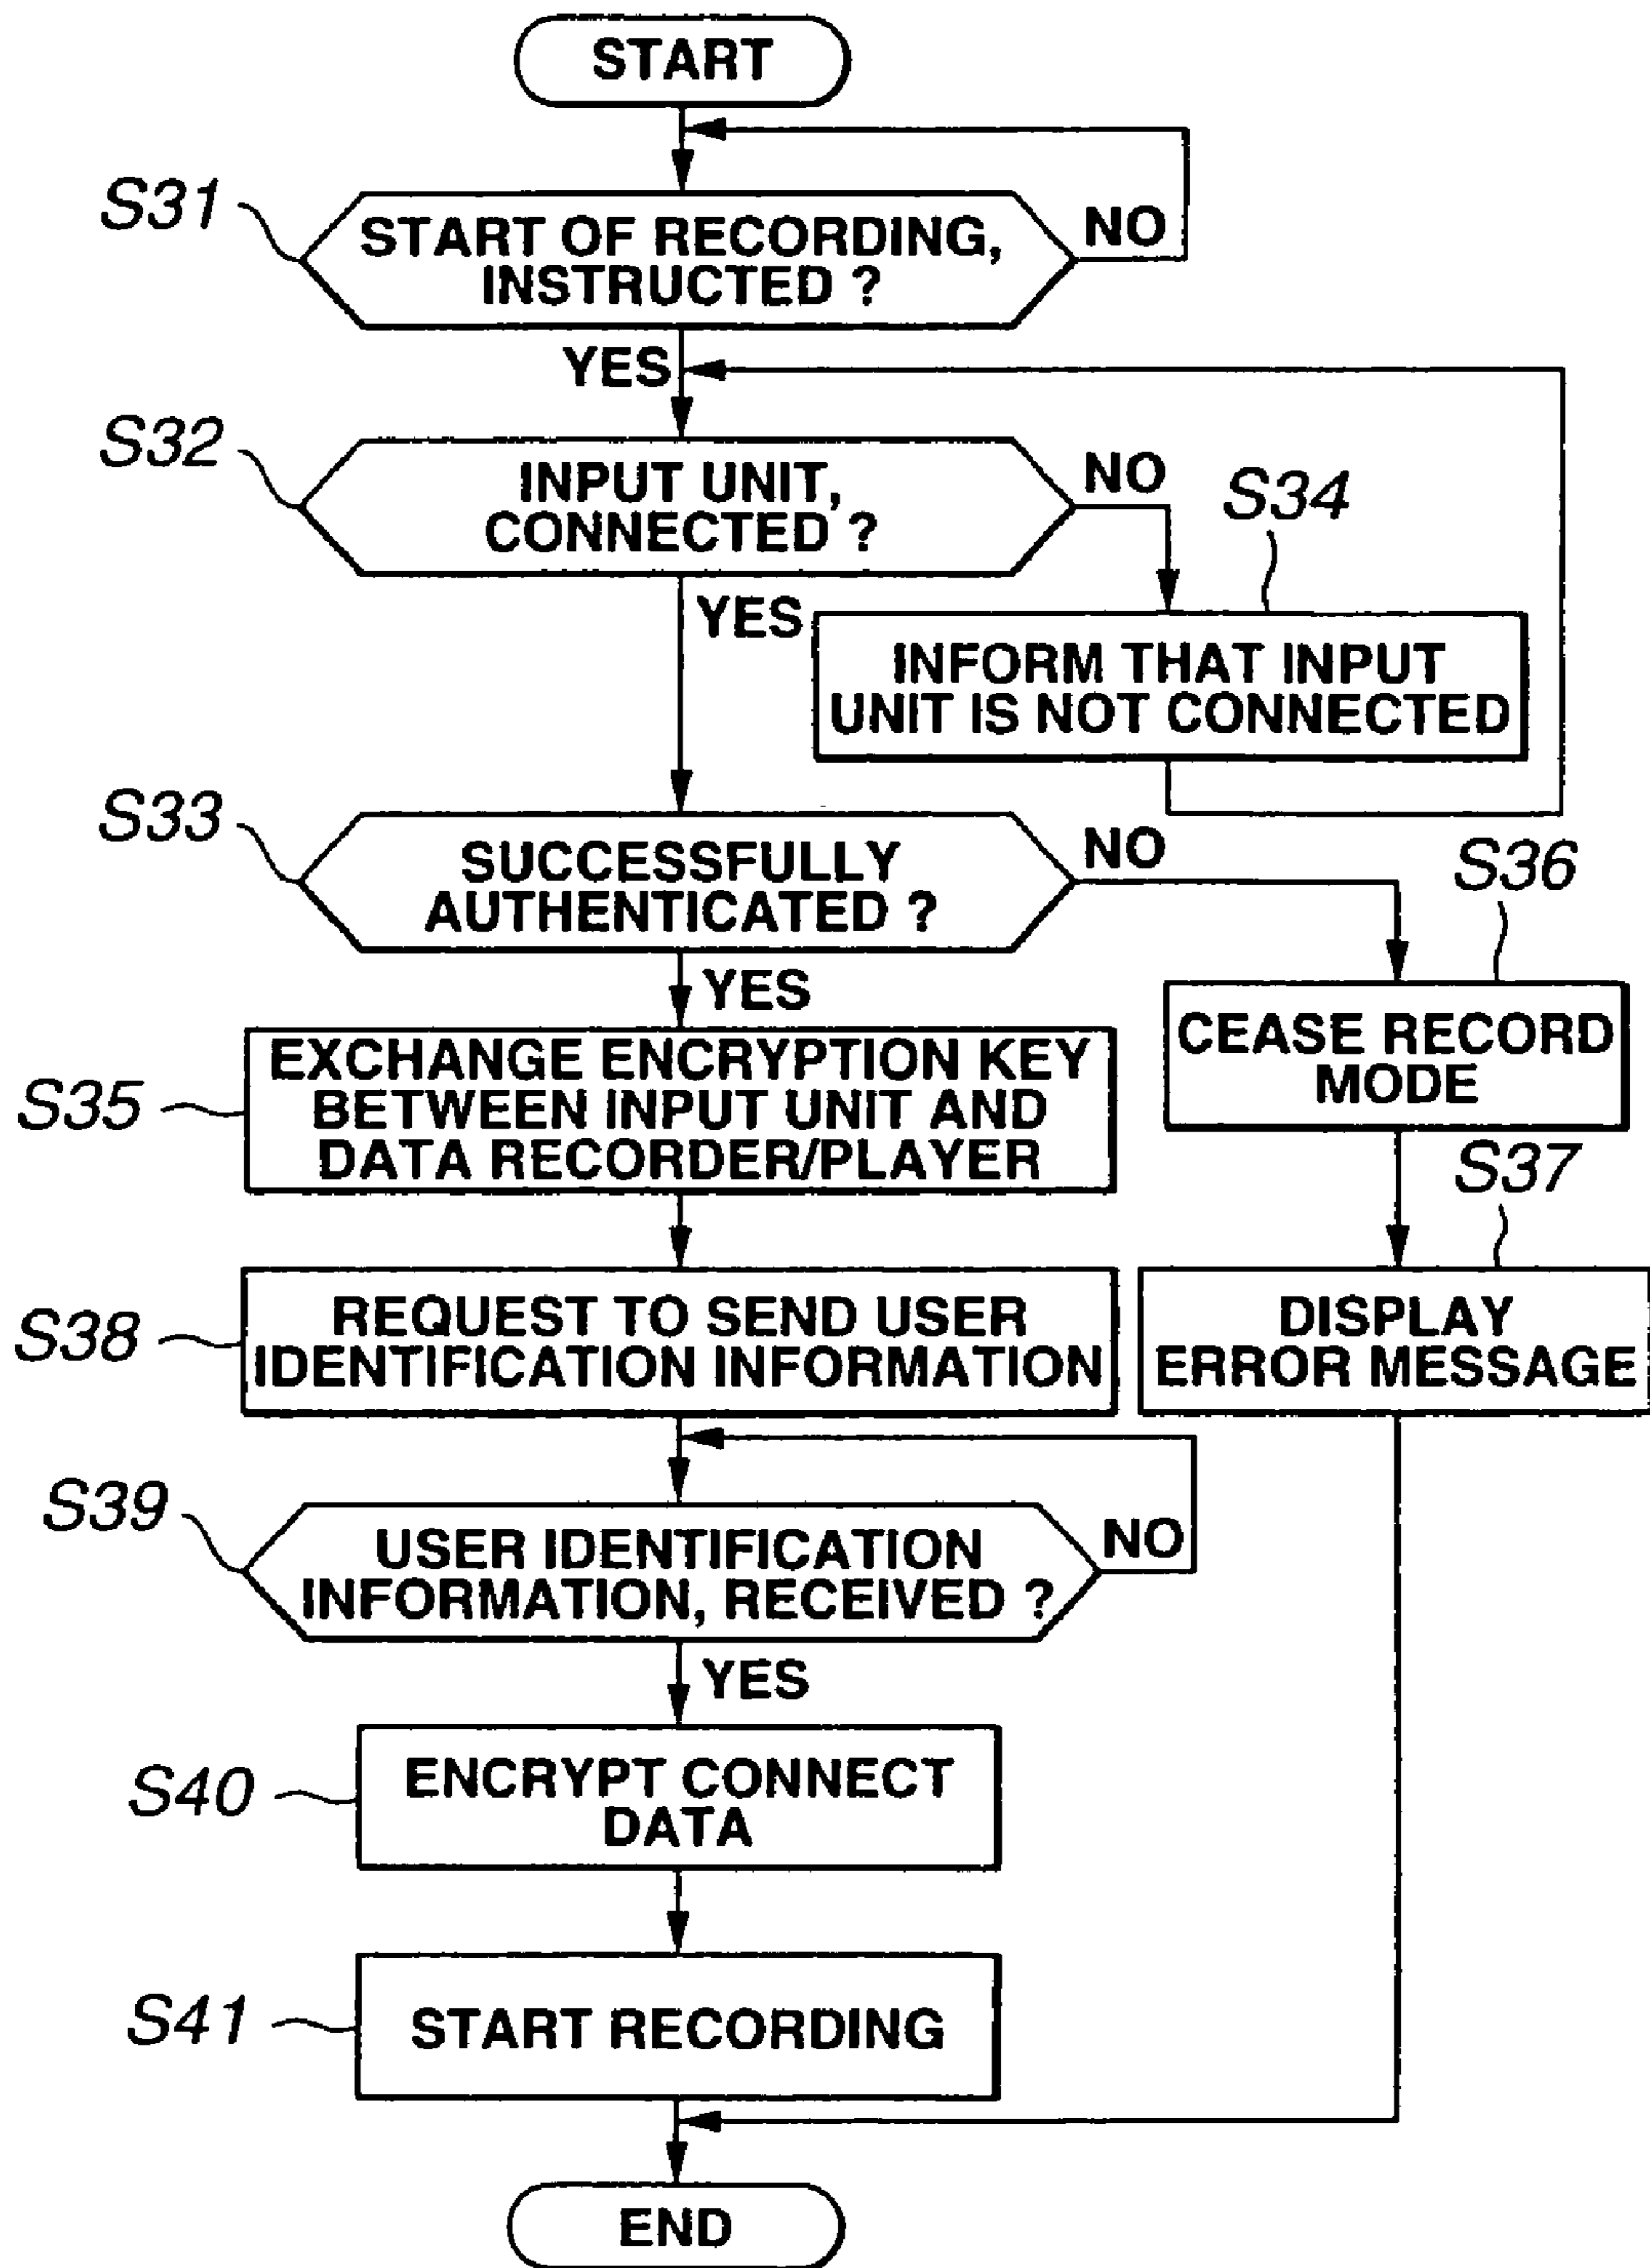 START
S31
START OF RECORDING,
INSTRUCTED ?
NO
YES
S32
INPUT UNIT,
CONNECTED ?
NO
S34
YES
INFORM THAT INPUT
UNIT IS NOT CONNECTED
S33
SUCCESSFULLY
AUTHENTICATED ?
NO
S36
YES
CEASE RECORD
MODE
S35
EXCHANGE ENCRYPTION KEY
BETWEEN INPUT UNIT AND
DATA RECORDER/PLAYER
S37
S38
REQUEST TO SEND USER
IDENTIFICATION INFORMATION
DISPLAY
ERROR MESSAGE
S39
USER IDENTIFICATION
INFORMATION, RECEIVED ?
NO
YES
S40
ENCRYPT CONNECT
DATA
S41
START RECORDING
END